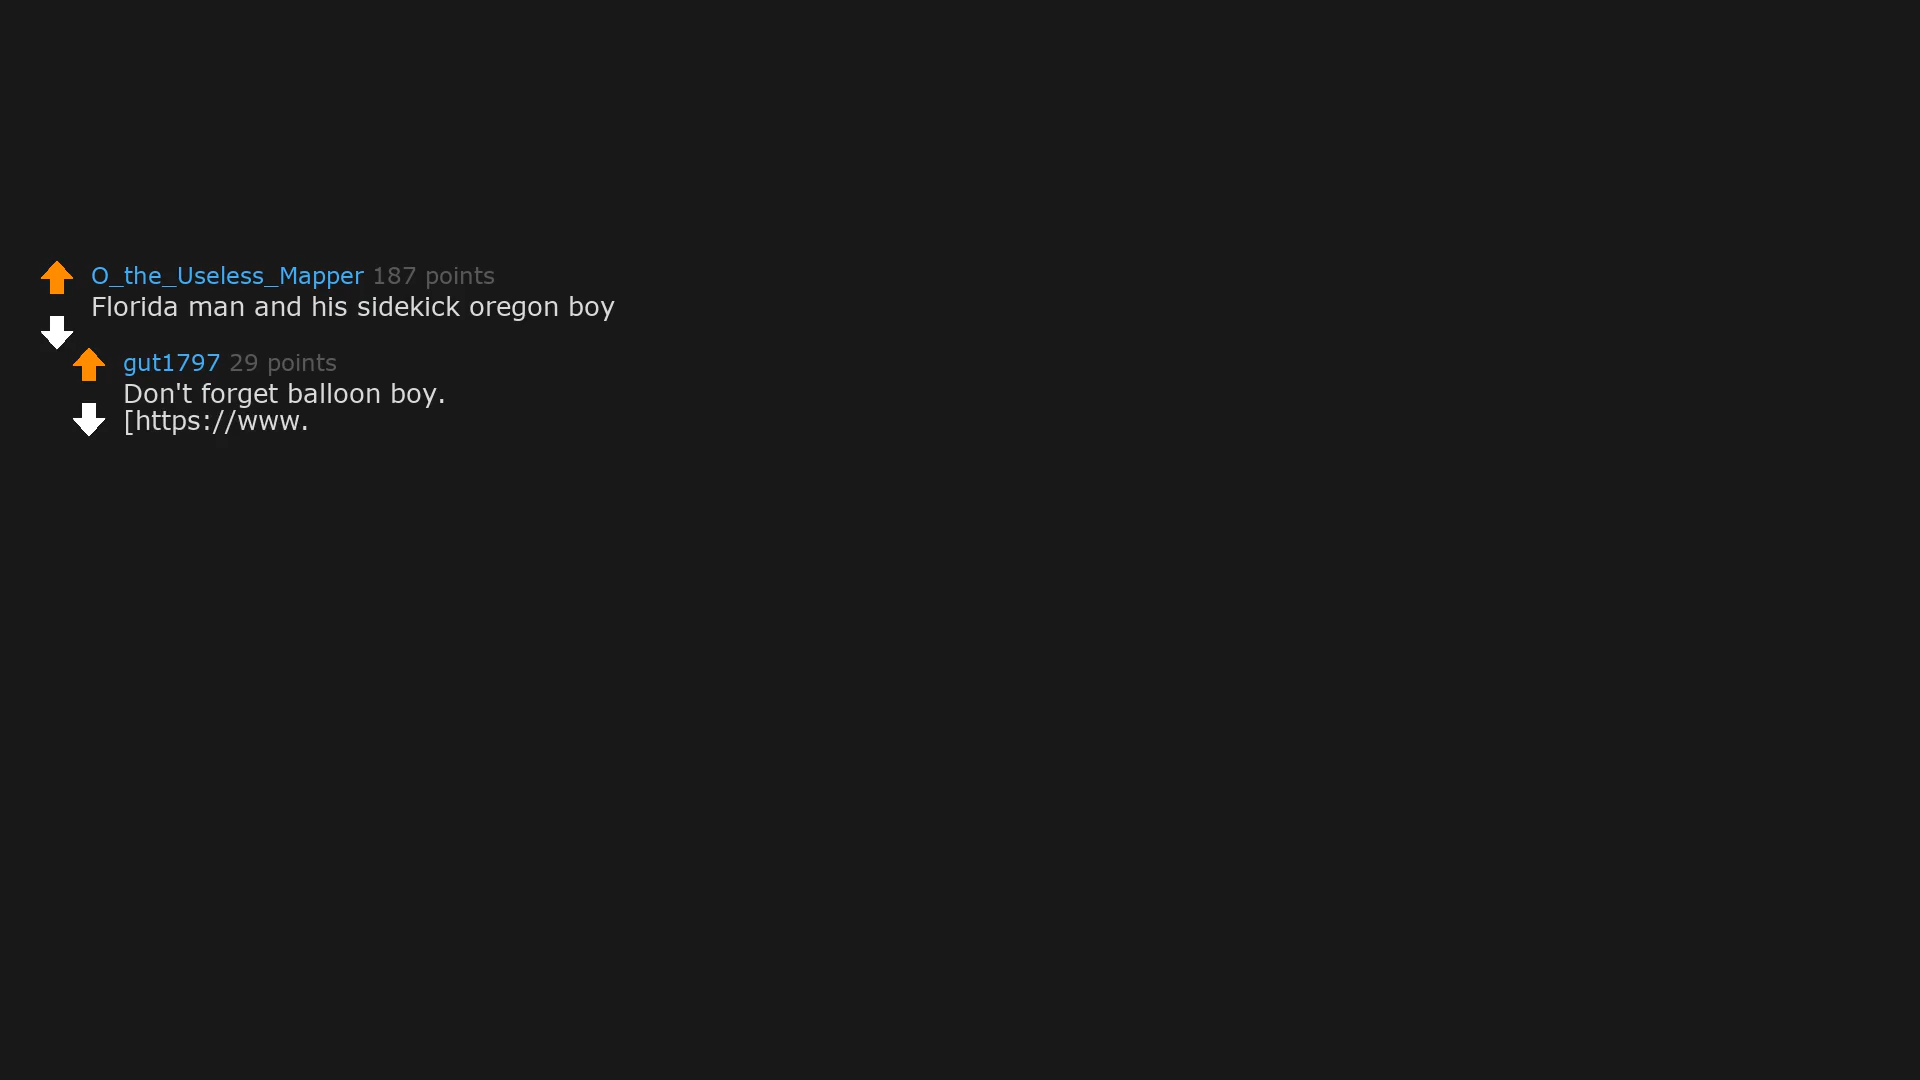 O_the_Useless_Mapper 187 points
Florida man and his sidekick oregon boy
gut1797 29 points
Don't forget balloon boy.
[https://www.